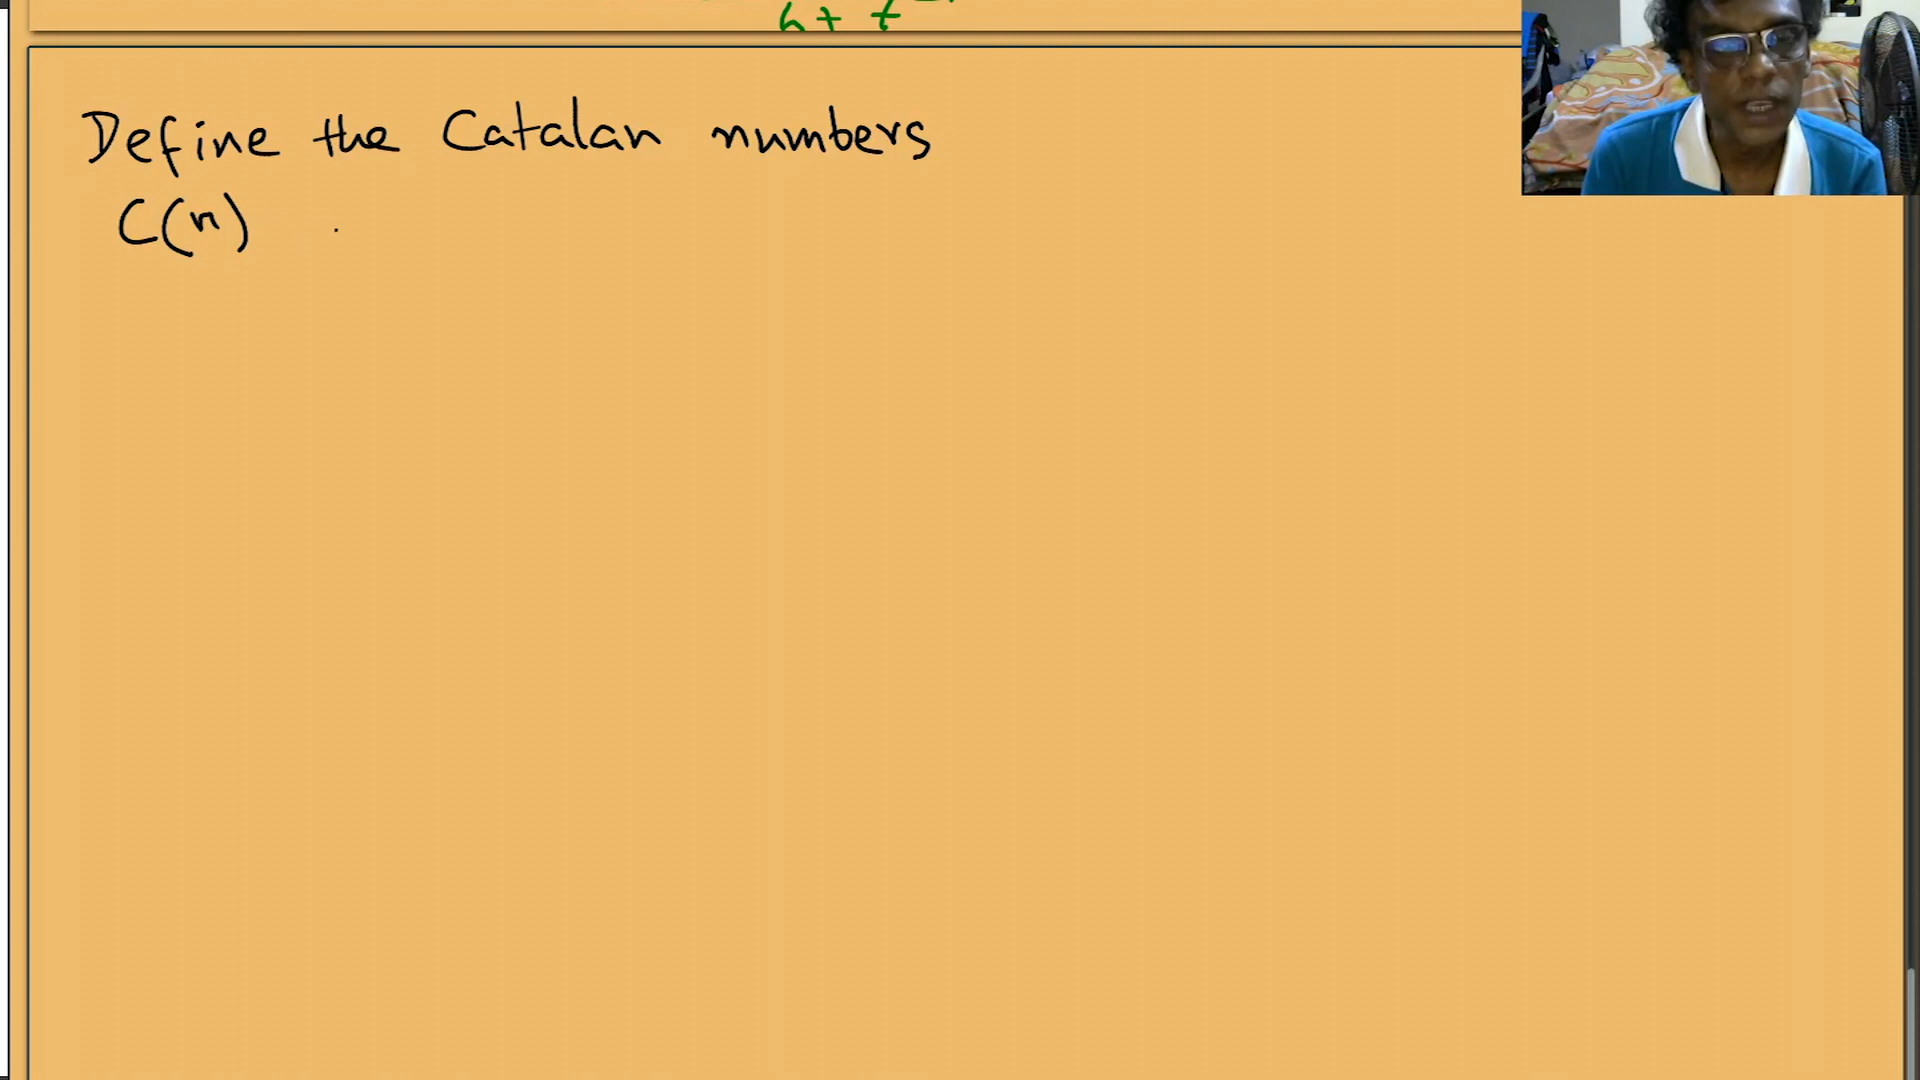 Define the Catalan numbers
C(n)